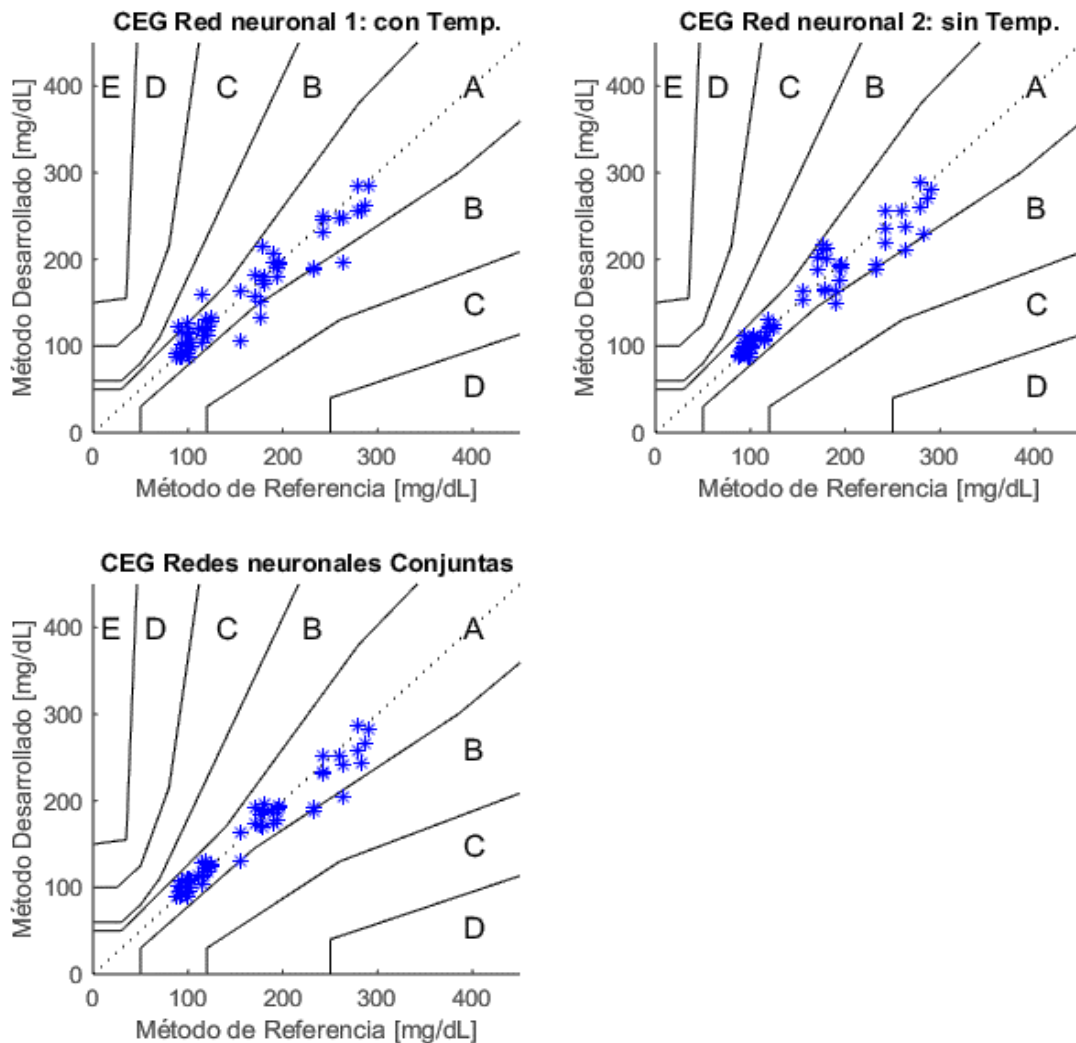 CEG Red neuronal 1: con Temp.
E D C B A
B
C
D
400
300
200
100
0
0 100 200 300 400
Método Desarrollado [mg/dL]
Método de Referencia [mg/dL]
CEG Red neuronal 2: sin Temp.
E D C B A
B
C
D
400
300
200
100
0
0 100 200 300 400
Método Desarrollado [mg/dL]
Método de Referencia [mg/dL]
CEG Redes neuronales Conjuntas
E D C B A
B
C
D
400
300
200
100
0
0 100 200 300 400
Método Desarrollado [mg/dL]
Método de Referencia [mg/dL]